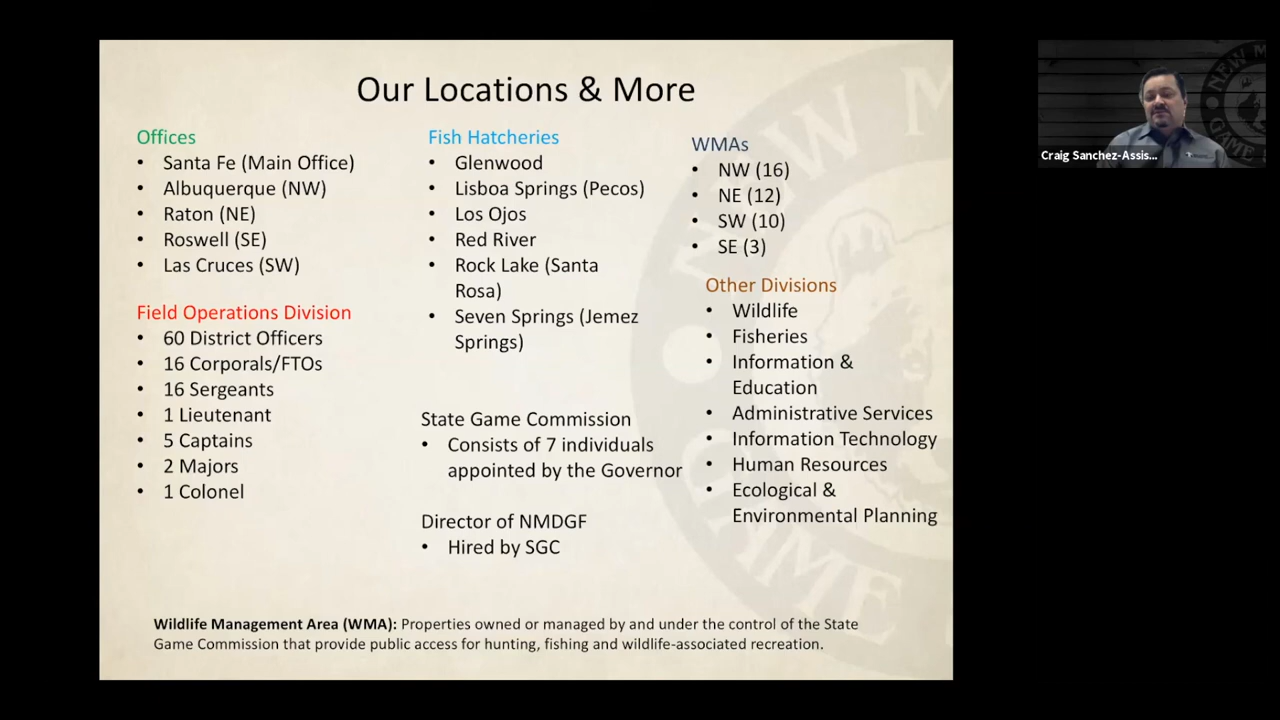 Our Locations & More
Offices
• Santa Fe (Main Office)
• Albuquerque (NW)
• Raton (NE)
• Roswell (SE)
• Las Cruces (SW)
Field Operations Division
• 60 District Officers
• 16 Corporals/FTOs
• 16 Sergeants
• 1 Lieutenant
• 5 Captains
• 2 Majors
• 1 Colonel
Fish Hatcheries
• Glenwood
• Lisboa Springs (Pecos)
• Los Ojos
• Red River
• Rock Lake (Santa
Rosa)
• Seven Springs (Jemez
Springs)
State Game Commission
• Consists of 7 individuals
appointed by the Governor
Director of NMDGF
• Hired by SGC
WMAs
• NW (16)
• NE (12)
• SW (10)
• SE (3)
Other Divisions
• Wildlife
• Fisheries
• Information &
Education
• Administrative Services
• Information Technology
• Human Resources
• Ecological &
Environmental Planning
Wildlife Management Area (WMA): Properties owned or managed by and under the control of the State
Game Commission that provide public access for hunting, fishing and wildlife-associated recreation.
NEW M
GAME
Craig Sanchez-Assis...
NEW M